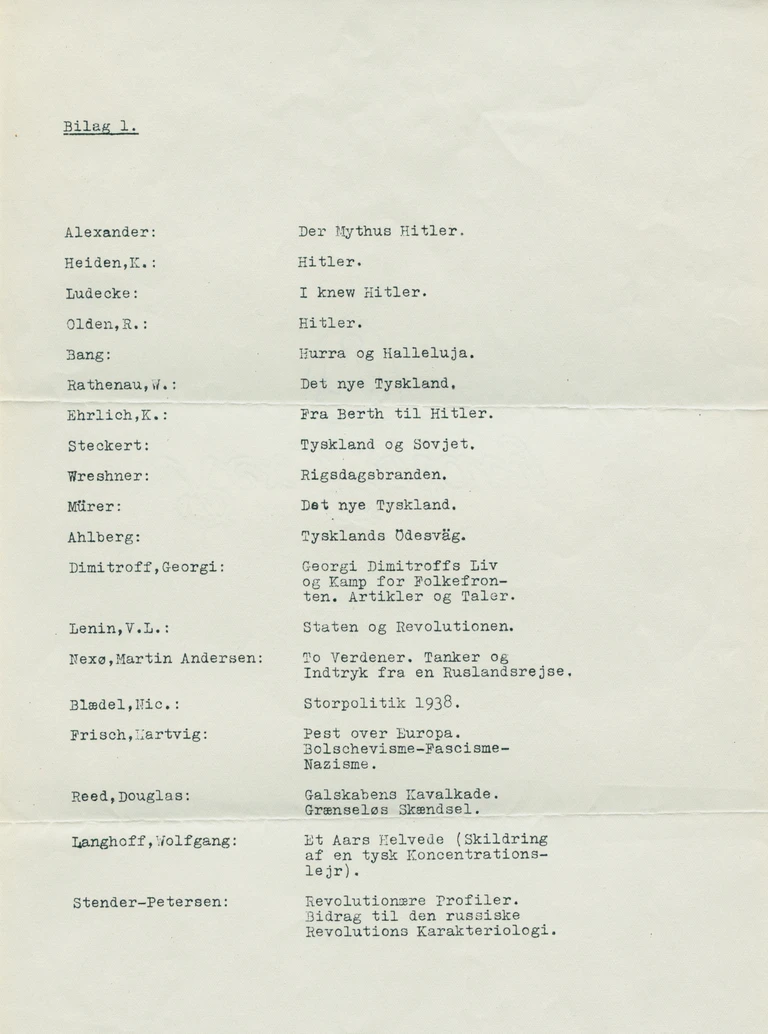 Bilag 1.
Alexander: Der Mythus Hitler.
Heiden,K.: Hitler.
Ludecke: I knew Hitler.
Olden,R.: Hitler.
Bang: Hurra og Halleluja.
Rathenau,W.: Det nye Tyskland.
Ehrlich,K.: Fra Berth til Hitler.
Steckert: Tyskland og Sovjet.
Wreshner: Rigsdagsbranden.
Mürer: Det nye Tyskland.
Ahlberg: Tysklands Ödesväg.
Dimitroff,Georgi: Georgi Dimitroffs Liv
og Kamp for Folkefron-
ten. Artikler og Taler.
Lenin,V.L.: Staten og Revolutionen.
Nexø,Martin Andersen: To Verdener. Tanker og
Indtryk fra en Ruslandsrejse.
Blædel,Nic.: Storpolitik 1938.
Frisch,Hartvig: Pest over Europa.
Bolschevisme-Fascisme-
Nazisme.
Reed,Douglas: Galskabens Kavalkade.
Grænseløs Skændsel.
Langhoff,Wolfgang: Et Aars Helvede (Skildring
af en tysk Koncentrations-
lejr).
Stender-Petersen: Revolutionære Profiler.
Bidrag til den russiske
Revolutions Karakteriologi.